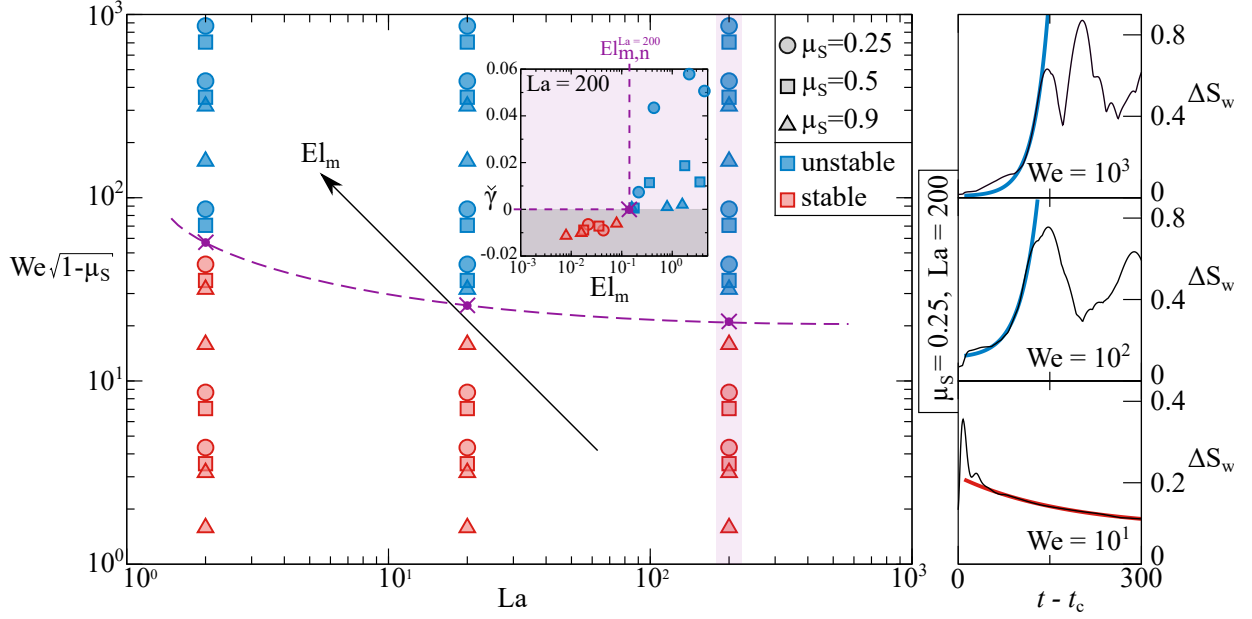 10³
10²
10¹
10⁰
We√1-μS
10⁰
10¹
10²
10³
La
Elₘ
El La = 200 m,n
La = 200
0.06
0.04
0.02
0
-0.02
γ̌
10⁻³
10⁻²
10⁻¹
10⁰
Elₘ
μS=0.25
μS=0.5
μS=0.9
unstable
stable
μS = 0.25, La = 200
0.8
ΔSw
0.4
We = 10³
0
0.8
ΔSw
0.4
We = 10²
0
0.4
ΔSw
0.2
We = 10¹
0
0
300
t - tc